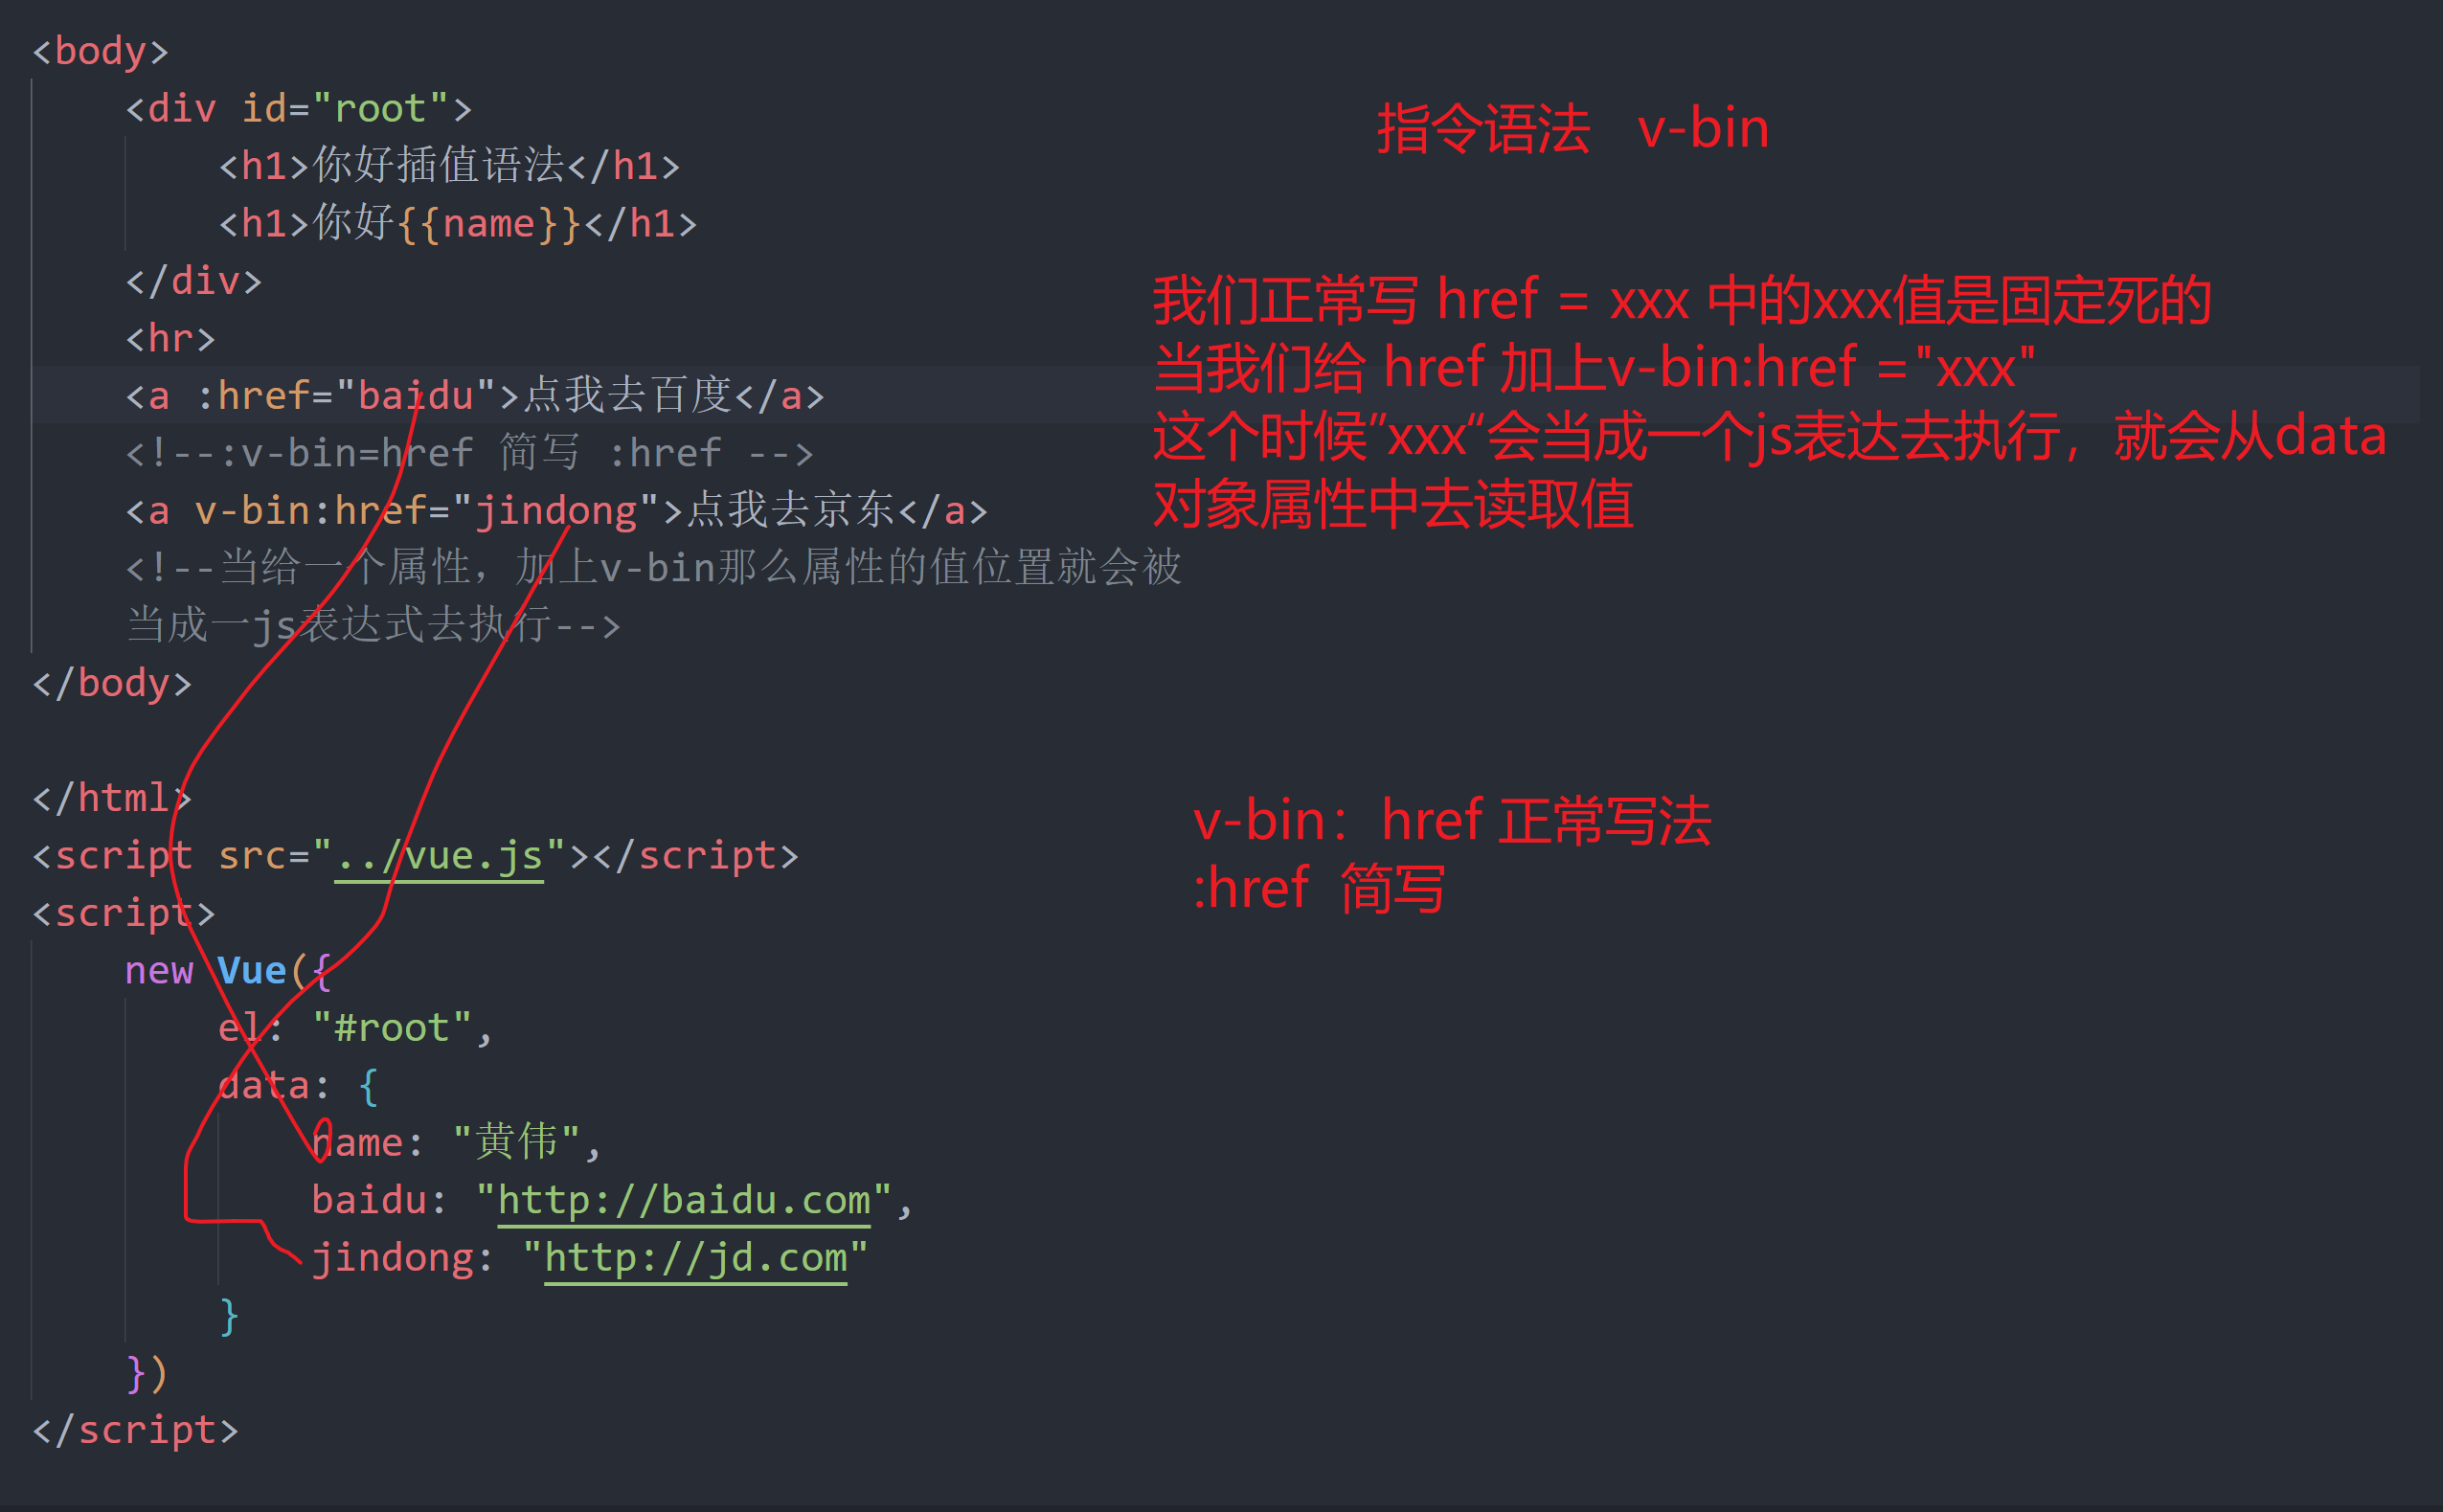 <body>
<div id="root">
<h1>你好插值语法</h1>
<h1>你好{{name}}</h1>
</div>
<hr>
<a :href="baidu">点我去百度</a>
<!--:v-bin=href 简写 :href -->
<a v-bin:href="jindong">点我去京东</a>
<!--当给一个属性，加上v-bin那么属性的值位置就会被
当成一js表达式去执行-->
</body>
</html>
<script src="../vue.js"></script>
<script>
new Vue({
el: "#root",
data: {
name: "黄伟",
baidu: "http://baidu.com",
jindong: "http://jd.com"
}
})
</script>
指令语法 v-bin
我们正常写 href = xxx 中的xxx值是固定死的
当我们给 href 加上v-bin:href ="xxx"
这个时候”xxx“会当成一个js表达去执行，就会从data
对象属性中去读取值
v-bin：href 正常写法
:href 简写